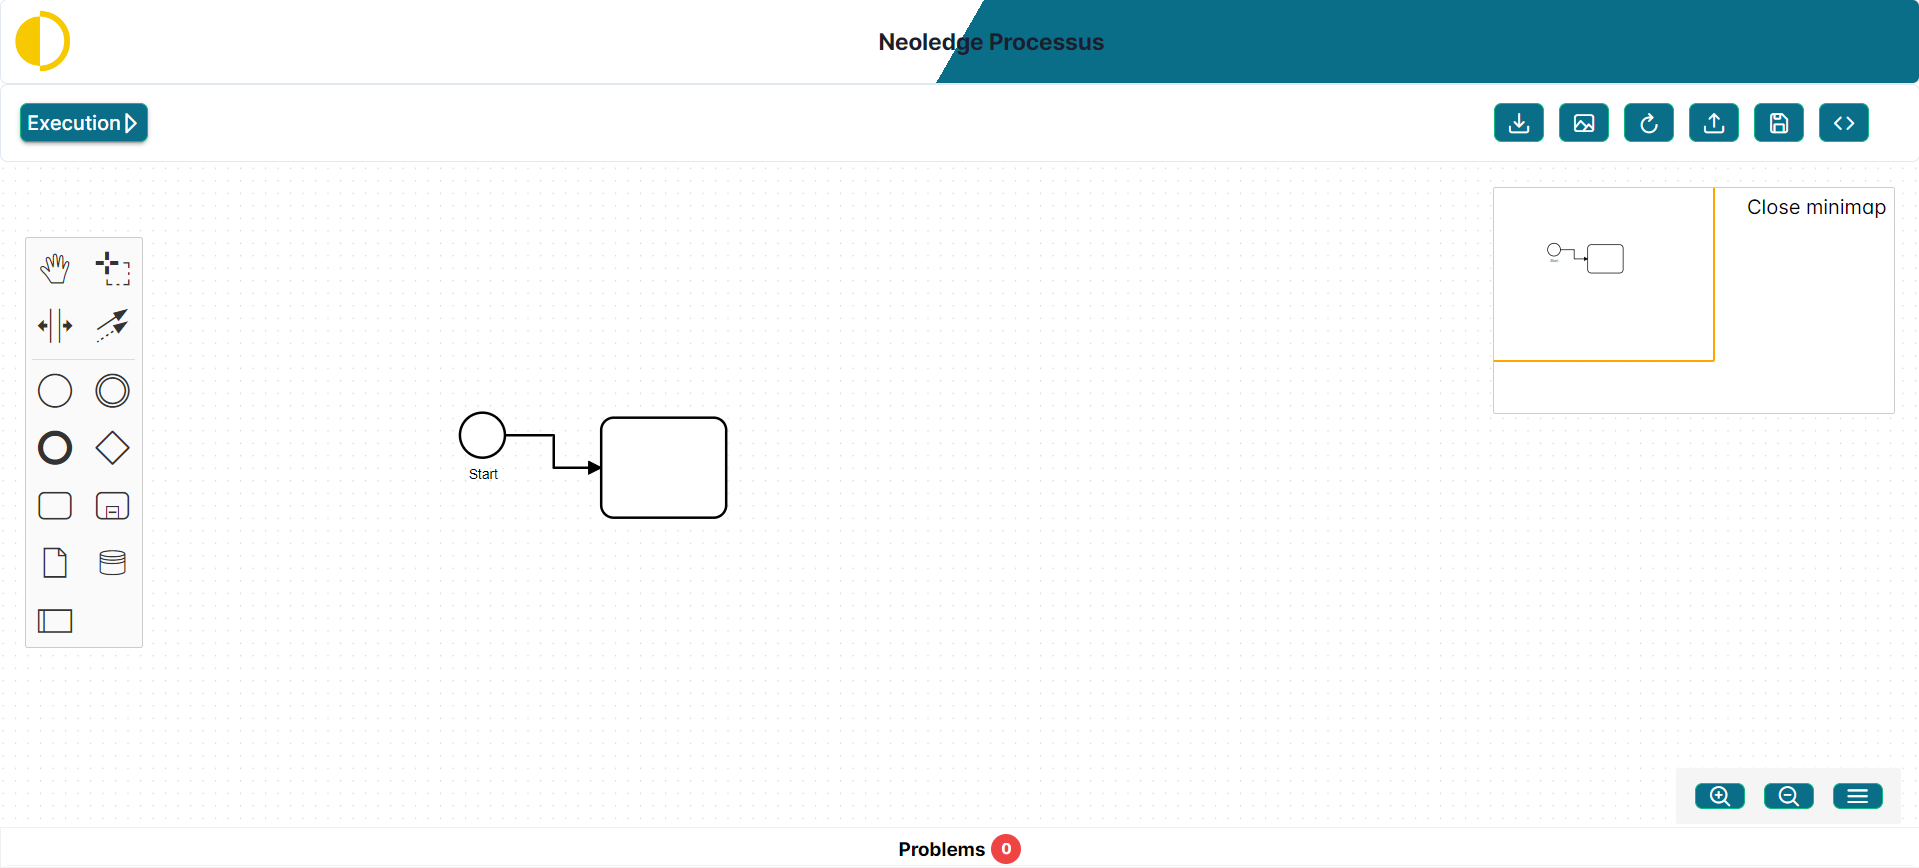 Neoledge Processus
Execution
Close minimap
Start
Problems 0